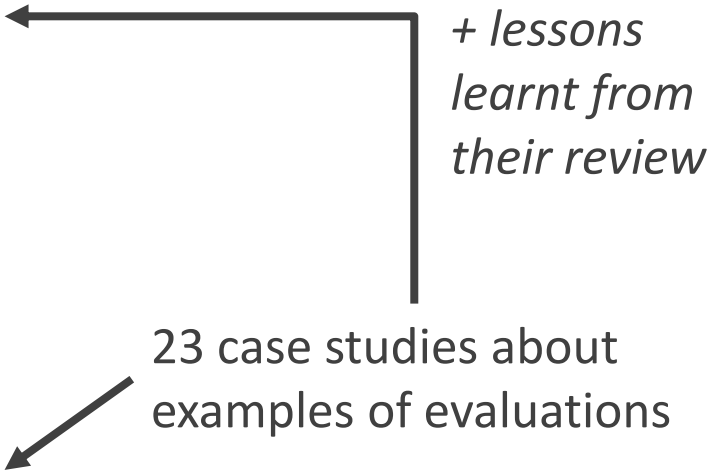 + lessons
learnt from
their review
23 case studies about
examples of evaluations